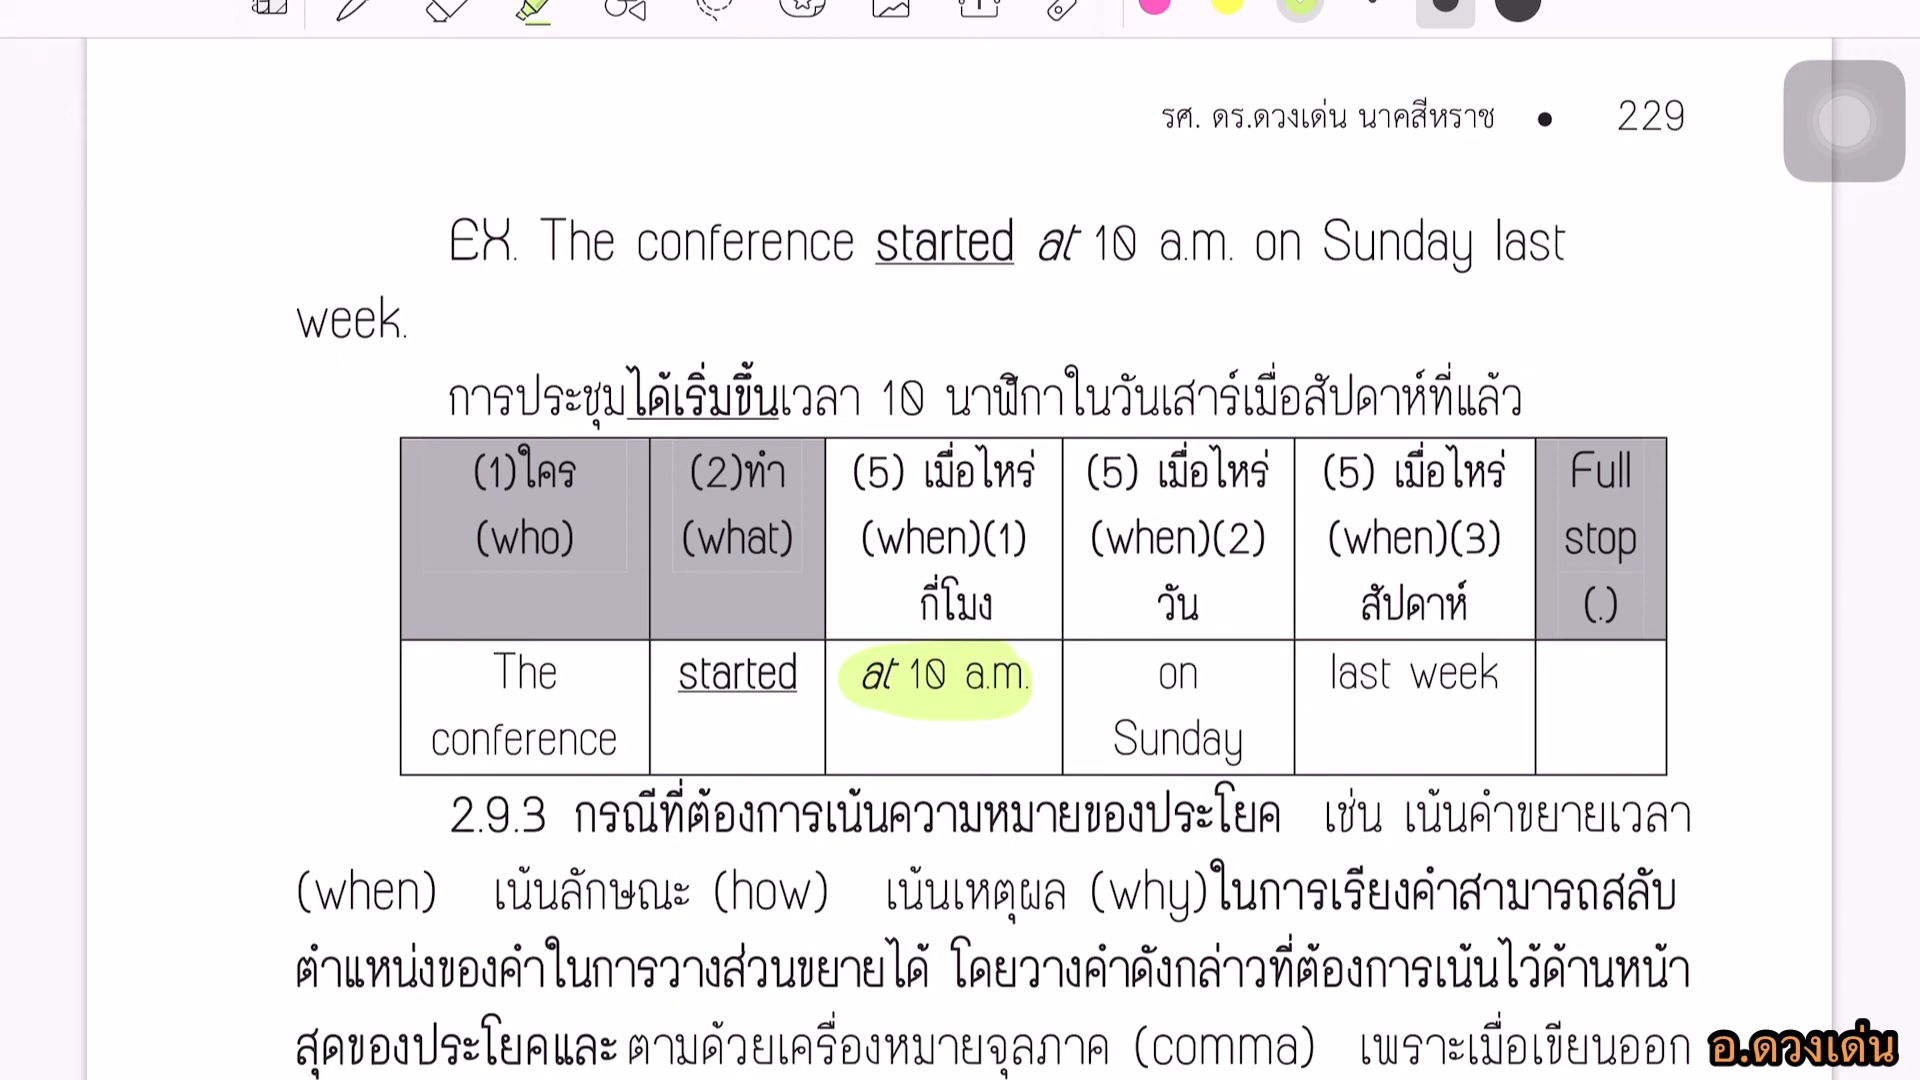 รศ. ดร.ดวงเด่น นาคสีหราช • 229
EX. The conference started at 10 a.m. on Sunday last
week.
การประชุมได้เริ่มขึ้นเวลา 10 นาฬิกาในวันเสาร์เมื่อสัปดาห์ที่แล้ว
(1)ใคร (2)ทำ (5) เมื่อไหร่ (5) เมื่อไหร่ (5) เมื่อไหร่ Full
(who) (what) (when)(1) (when)(2) (when)(3) stop
กี่โมง วัน สัปดาห์ (.)
The started at 10 a.m. on last week
conference Sunday
2.9.3 กรณีที่ต้องการเน้นความหมายของประโยค เช่น เน้นคำขยายเวลา
(when) เน้นลักษณะ (how) เน้นเหตุผล (why)ในการเรียงคำสามารถสลับ
ตำแหน่งของคำในการวางส่วนขยายได้ โดยวางคำดังกล่าวที่ต้องการเน้นไว้ด้านหน้า
สุดของประโยคและ ตามด้วยเครื่องหมายจุลภาค (comma) เพราะเมื่อเขียนออก
อ.ดวงเด่น